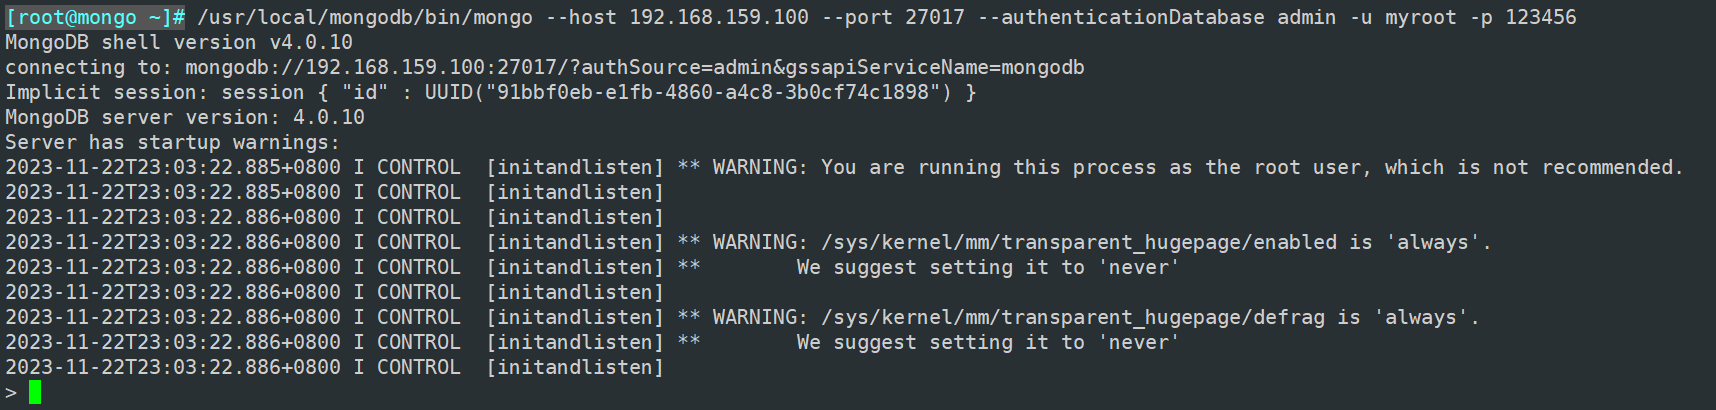 [root@mongo ~]# /usr/local/mongodb/bin/mongo --host 192.168.159.100 --port 27017 --authenticationDatabase admin -u myroot -p 123456
MongoDB shell version v4.0.10
connecting to: mongodb://192.168.159.100:27017/?authSource=admin&gssapiServiceName=mongodb
Implicit session: session { "id" : UUID("91bbf0eb-e1fb-4860-a4c8-3b0cf74c1898") }
MongoDB server version: 4.0.10
Server has startup warnings:
2023-11-22T23:03:22.885+0800 I CONTROL  [initandlisten] ** WARNING: You are running this process as the root user, which is not recommended.
2023-11-22T23:03:22.885+0800 I CONTROL  [initandlisten]
2023-11-22T23:03:22.886+0800 I CONTROL  [initandlisten]
2023-11-22T23:03:22.886+0800 I CONTROL  [initandlisten] ** WARNING: /sys/kernel/mm/transparent_hugepage/enabled is 'always'.
2023-11-22T23:03:22.886+0800 I CONTROL  [initandlisten] **        We suggest setting it to 'never'
2023-11-22T23:03:22.886+0800 I CONTROL  [initandlisten]
2023-11-22T23:03:22.886+0800 I CONTROL  [initandlisten] ** WARNING: /sys/kernel/mm/transparent_hugepage/defrag is 'always'.
2023-11-22T23:03:22.886+0800 I CONTROL  [initandlisten] **        We suggest setting it to 'never'
2023-11-22T23:03:22.886+0800 I CONTROL  [initandlisten]
>